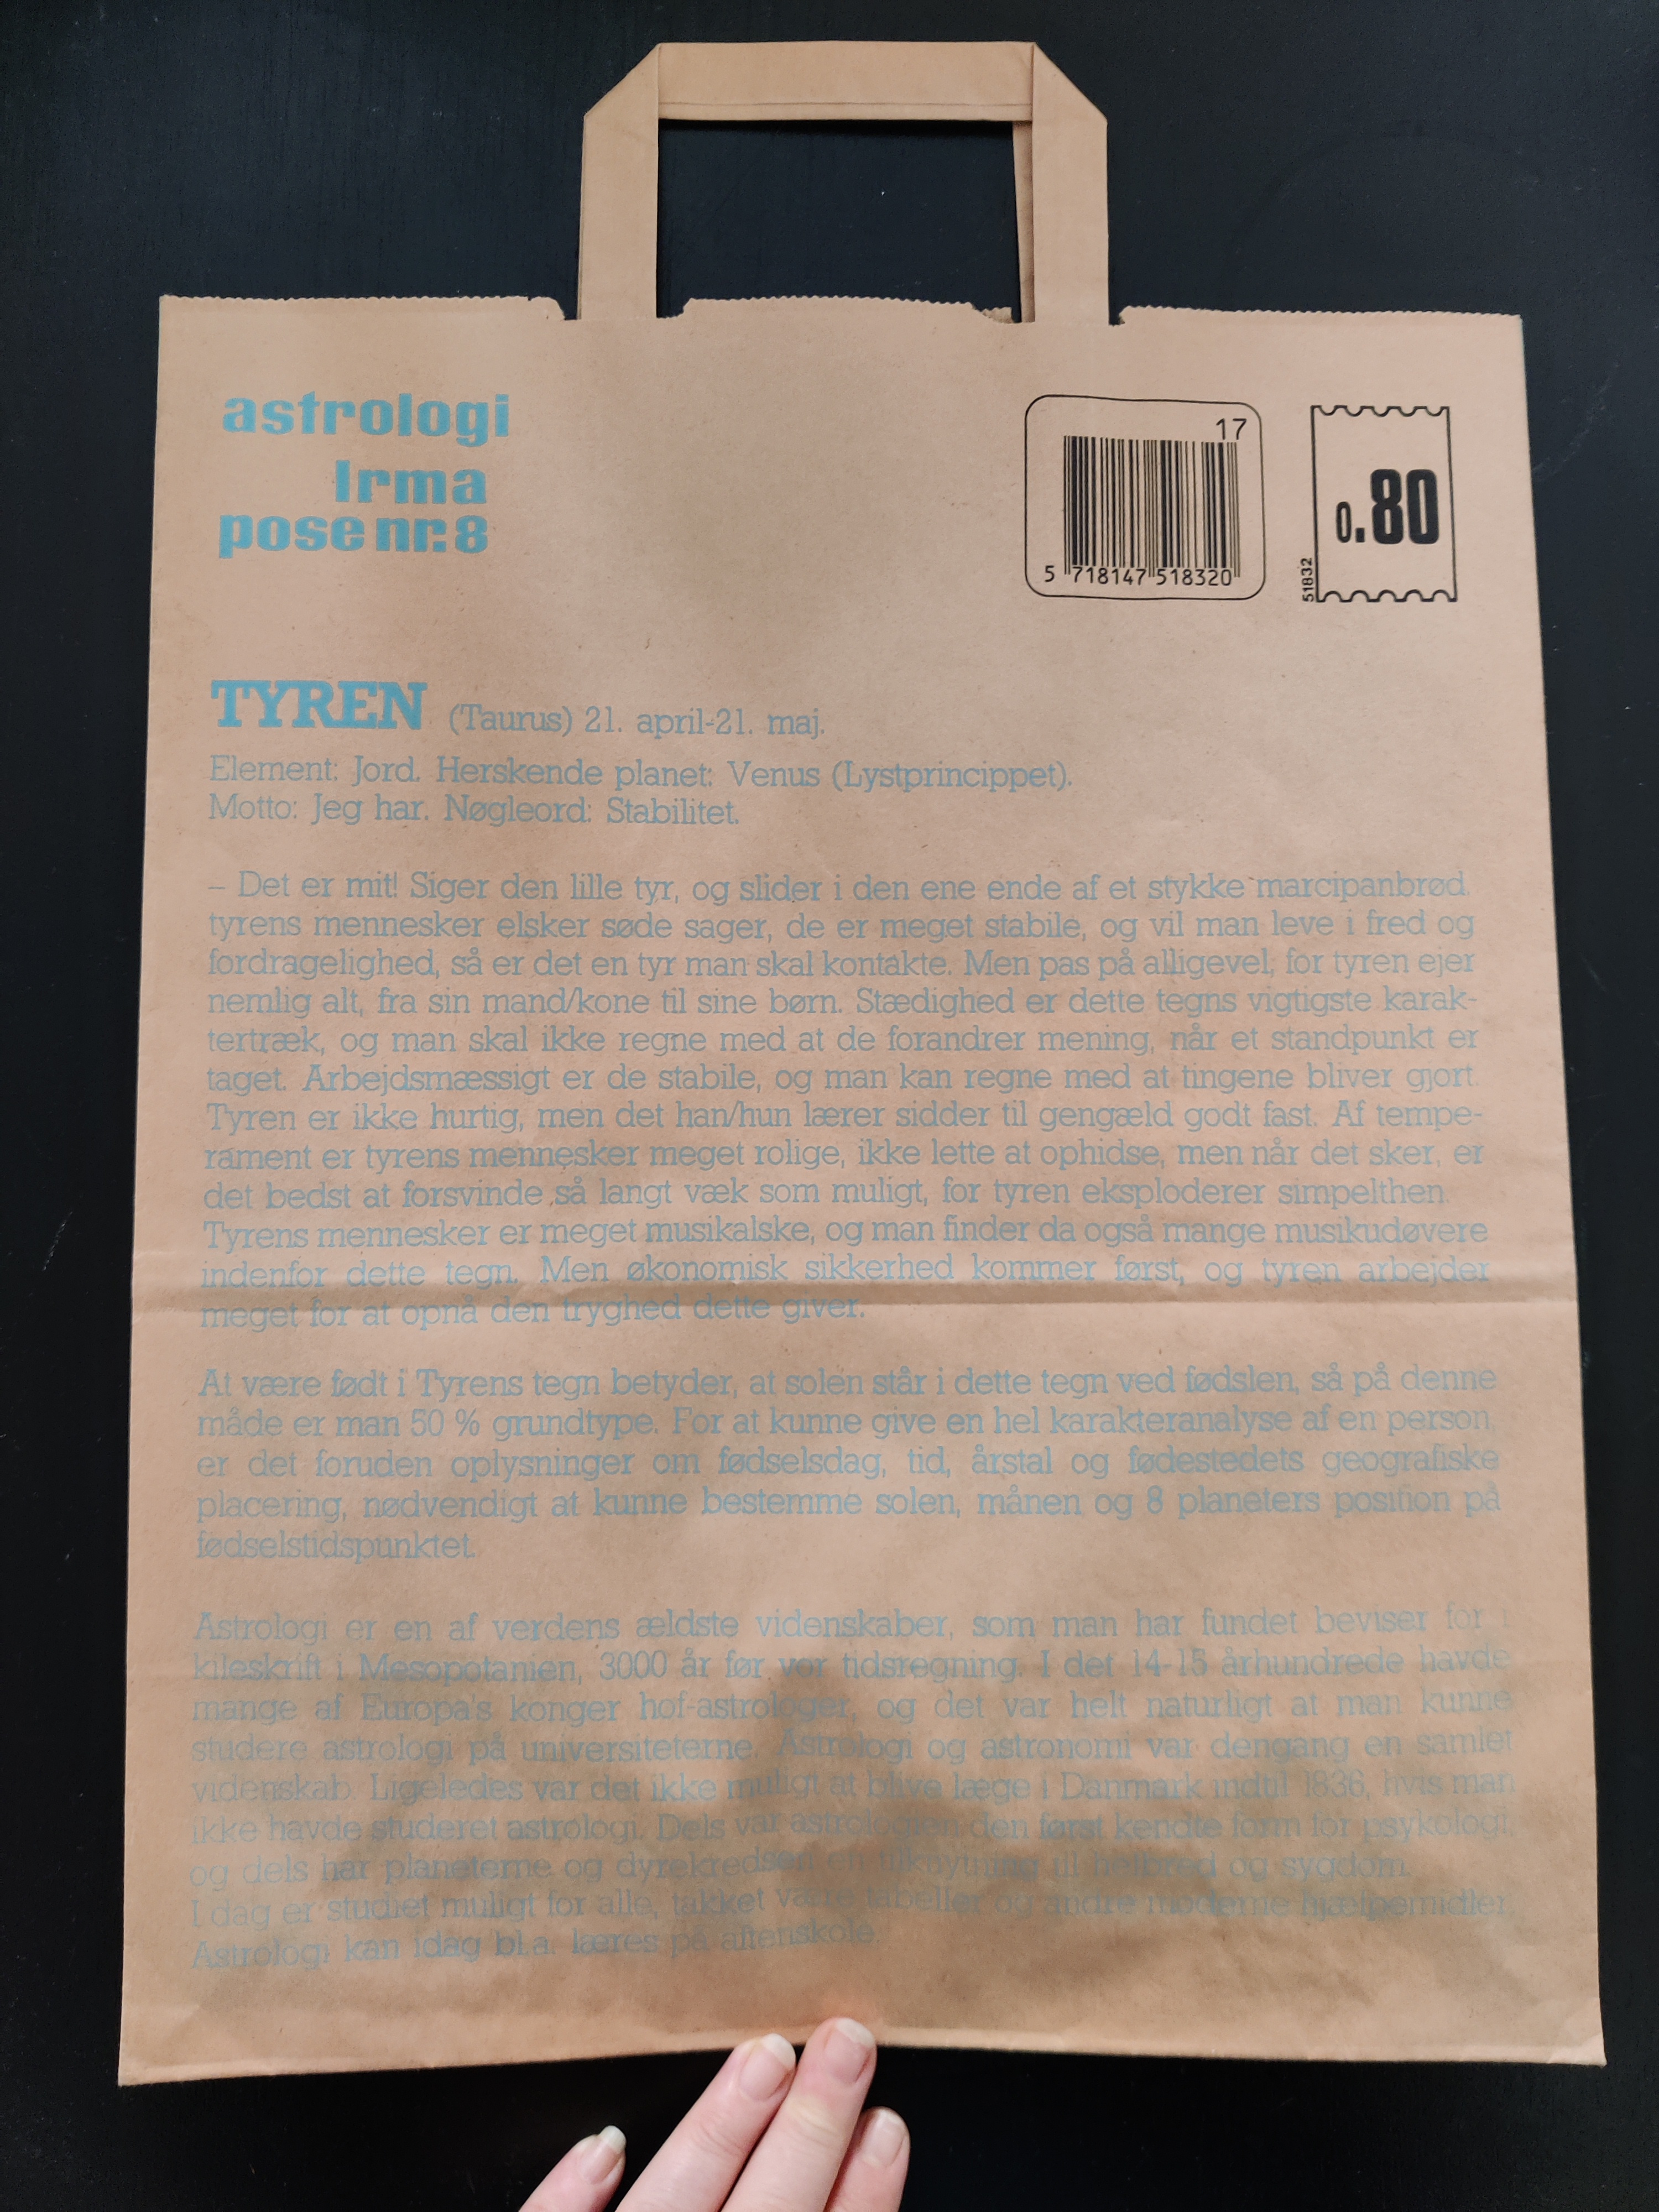 astrologi
Irma
pose nr. 8
17
5 718147 518320
0.80
51832
TYREN (Taurus) 21. april-21. maj.
Element: Jord. Herskende planet: Venus (Lystprincippet).
Motto: Jeg har. Nøgleord: Stabilitet.
– Det er mit! Siger den lille tyr, og slider i den ene ende af et stykke marcipanbrød.
tyrens mennesker elsker søde sager, de er meget stabile, og vil man leve i fred og
fordragelighed, så er det en tyr man skal kontakte. Men pas på alligevel, for tyren ejer
nemlig alt, fra sin mand/kone til sine børn. Stædighed er dette tegns vigtigste karak-
tertræk, og man skal ikke regne med at de forandrer mening, når et standpunkt er
taget. Arbejdsmæssigt er de stabile, og man kan regne med at tingene bliver gjort.
Tyren er ikke hurtig, men det han/hun lærer sidder til gengæld godt fast. Af tempe-
rament er tyrens mennesker meget rolige, ikke lette at ophidse, men når det sker, er
det bedst at forsvinde så langt væk som muligt, for tyren eksploderer simpelthen.
Tyrens mennesker er meget musikalske, og man finder da også mange musikudøvere
indenfor dette tegn. Men økonomisk sikkerhed kommer først, og tyren arbejder
meget for at opnå den tryghed dette giver.
At være født i Tyrens tegn betyder, at solen står i dette tegn ved fødslen, så på denne
måde er man 50 % grundtype. For at kunne give en hel karakteranalyse af en person,
er det foruden oplysninger om fødselsdag, tid, årstal og fødestedets geografiske
placering, nødvendigt at kunne bestemme solen, månen og 8 planeters position på
fødselstidspunktet.
Astrologi er en af verdens ældste videnskaber, som man har fundet beviser for i
kileskrift i Mesopotanien, 3000 år før vor tidsregning. I det 14-15 århundrede havde
mange af Europa's konger hof-astrologer, og det var helt naturligt at man kunne
studere astrologi på universiteterne. Astrologi og astronomi var dengang en samlet
videnskab. Ligeledes var det ikke muligt at blive læge i Danmark indtil 1836, hvis man
ikke havde studeret astrologi. Dels var astrologien den først kendte form for psykologi,
og dels har planeterne og dyrekredsen en tilknytning til helbred og sygdom.
I dag er studiet muligt for alle, takket være tabeller og andre moderne hjælpemidler.
Astrologi kan idag bl.a. læres på aftenskole.